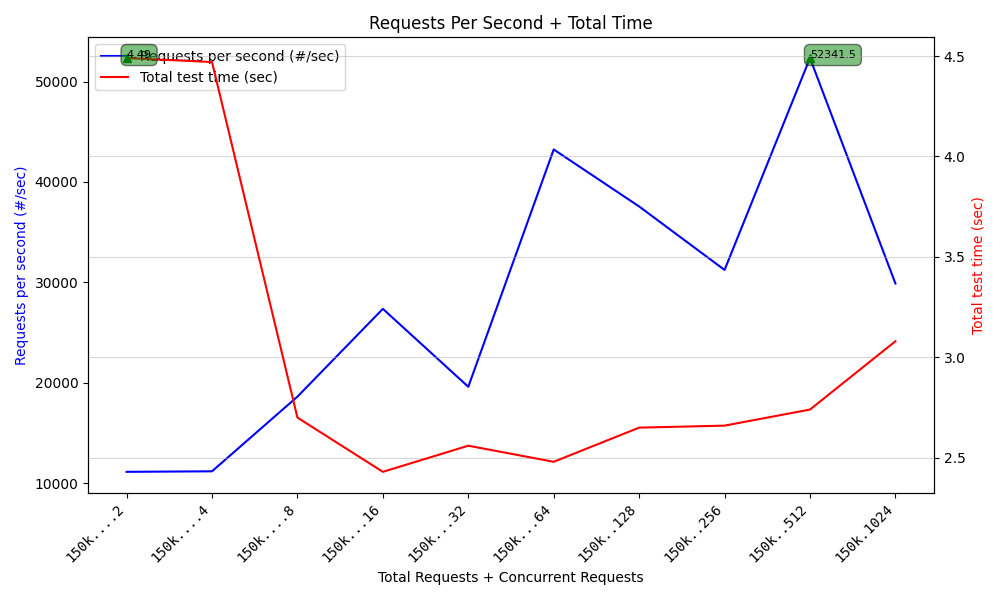 Requests Per Second + Total Time
4.49
Requests per second (#/sec)
Total test time (sec)
52341.5
50000
40000
30000
20000
10000
Requests per second (#/sec)
4.5
4.0
3.5
3.0
2.5
Total test time (sec)
150k....2
150k....4
150k....8
150k...16
150k...32
150k...64
150k..128
150k..256
150k..512
150k.1024
Total Requests + Concurrent Requests